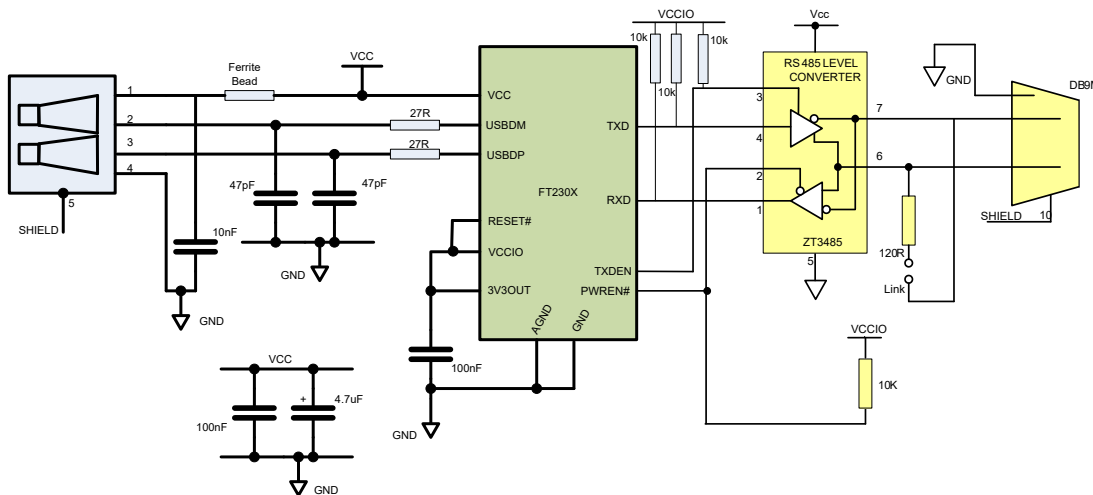 VCCIO
Vcc
10k
10k
10k
RS485 LEVEL
CONVERTER
GND
DB9M
VCC
Ferrite
Bead
1
2
3
4
5
SHIELD
27R
27R
47pF
47pF
10nF
GND
GND
VCC
USBDM
USBDP
RESET#
VCCIO
3V3OUT
FT230X
TXD
RXD
TXDEN
PWREN#
AGND
GND
3
4
2
1
7
6
5
ZT3485
120R
Link
SHIELD
10
VCCIO
10K
100nF
GND
VCC
100nF
+
4.7uF
GND